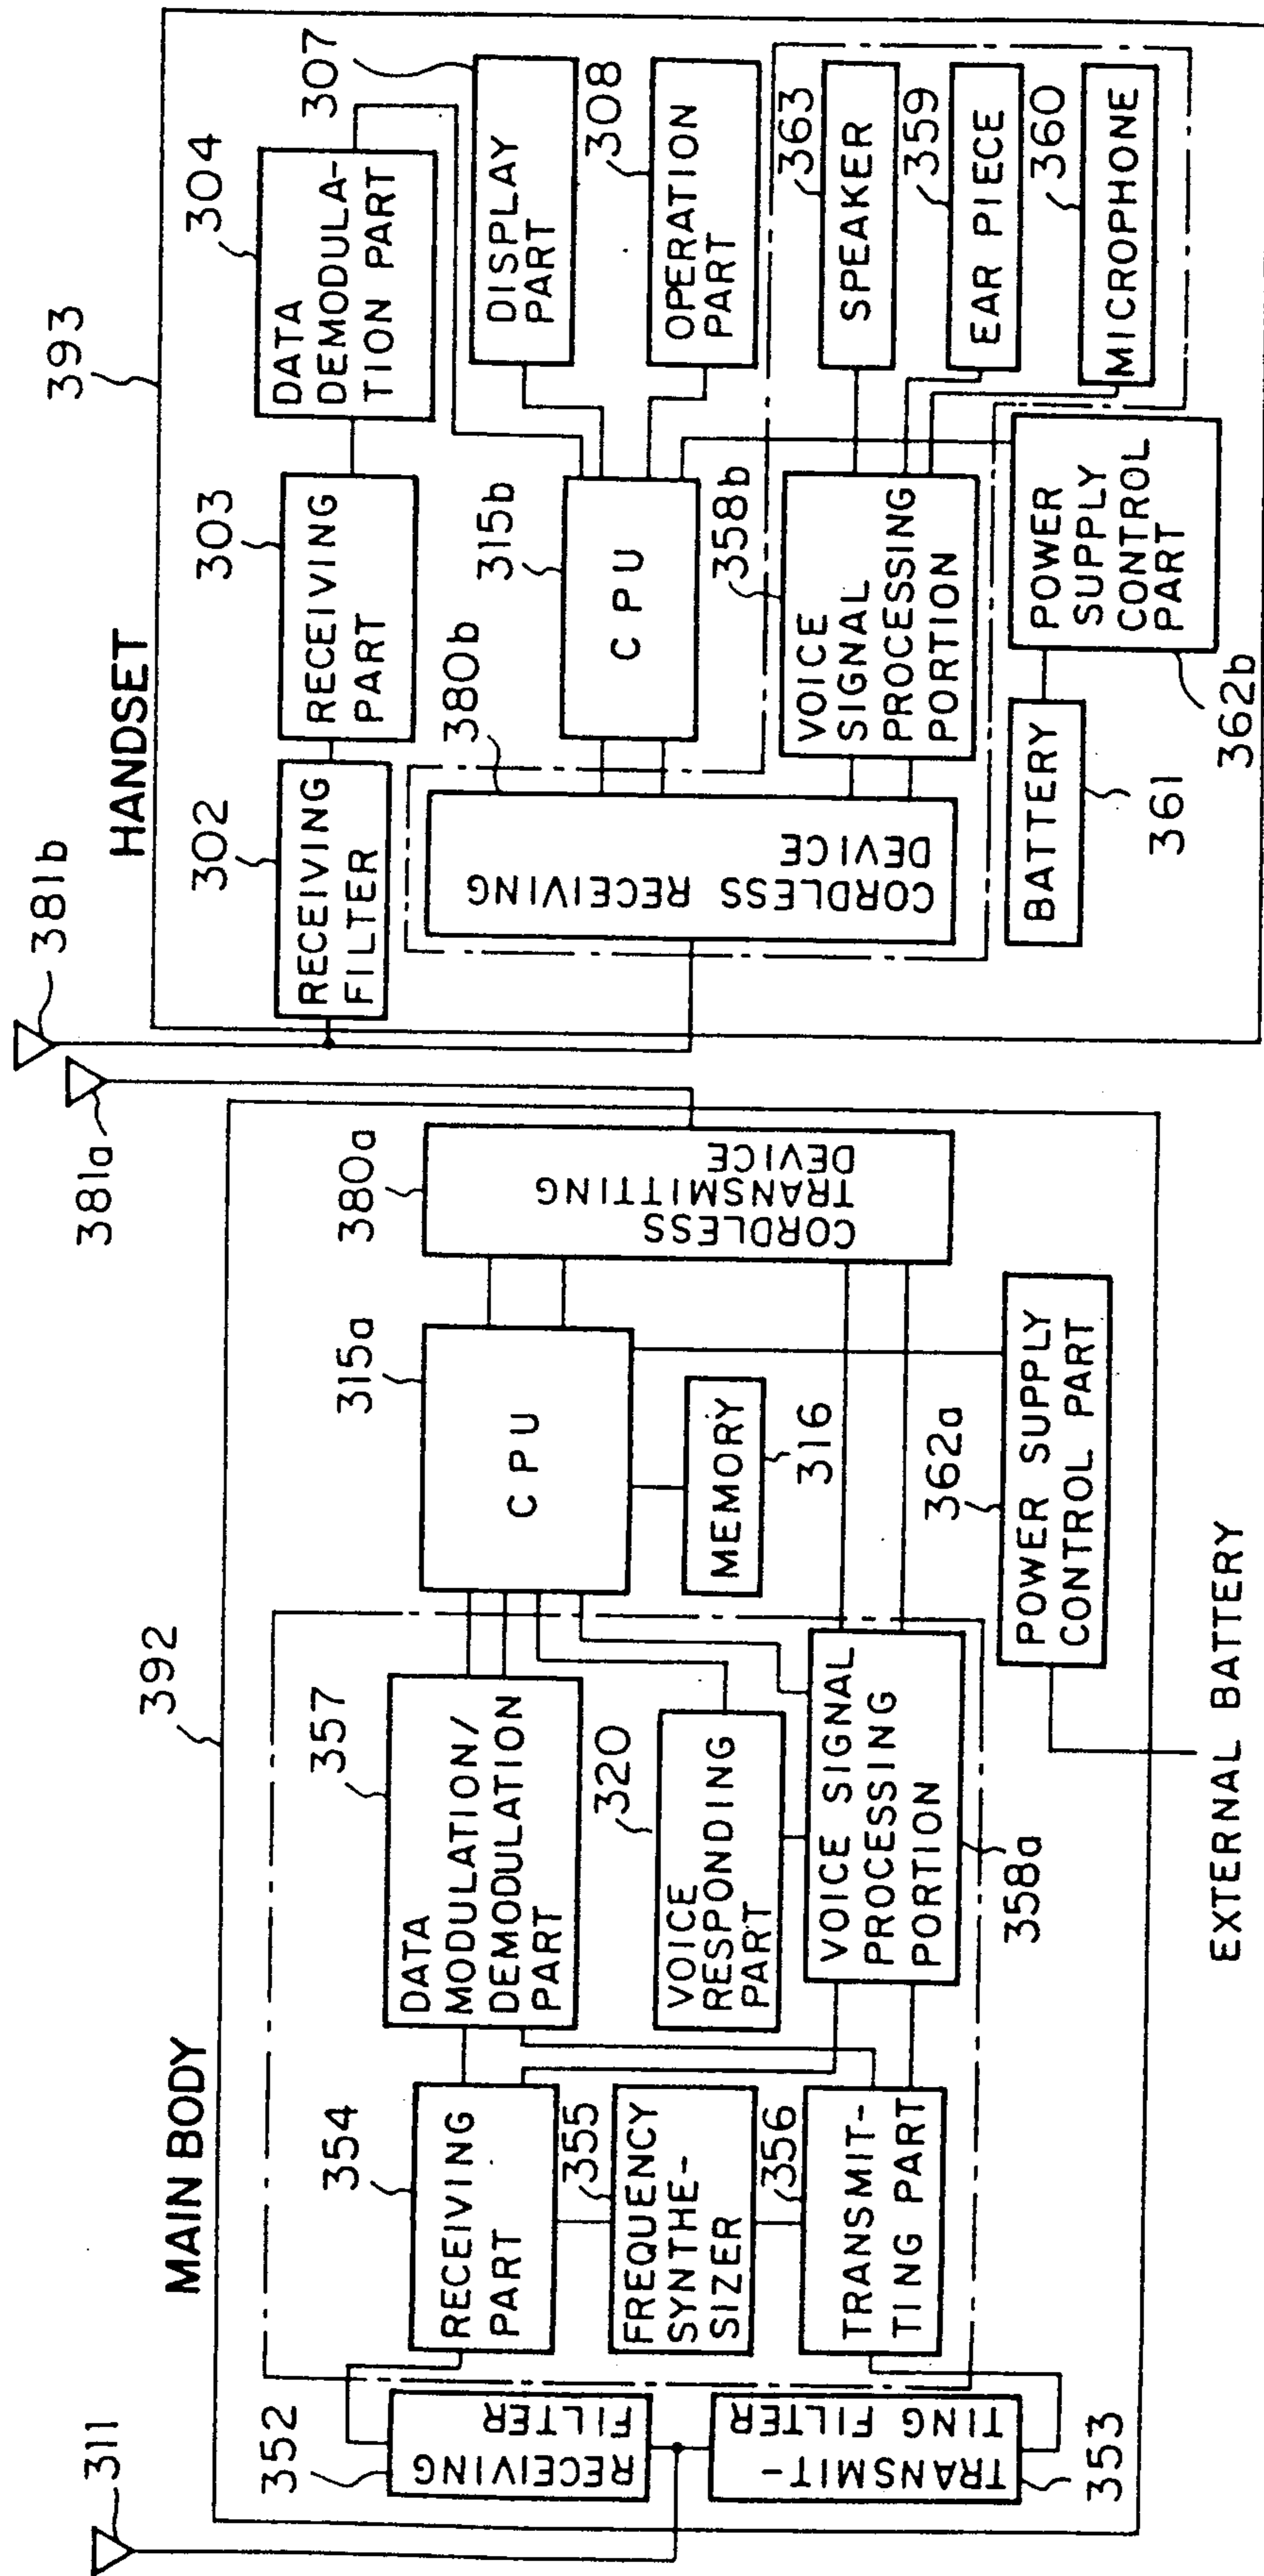 MAIN BODY
392
311
352
RECEIVING
FILTER
TRANSMIT-
TING FILTER
353
354
RECEIVING
PART
355
FREQUENCY
SYNTHE-
SIZER
356
TRANSMIT-
TING PART
357
DATA
MODULATION/
DEMODULATION
PART
320
VOICE
RESPONDING
PART
VOICE SIGNAL
PROCESSING
PORTION
358a
315a
CPU
MEMORY
316
362a
POWER SUPPLY
CONTROL PART
EXTERNAL BATTERY
380a
CORDLESS
TRANSMITTING
DEVICE
381a
381b
HANDSET
393
302
RECEIVING
FILTER
303
RECEIVING
PART
304
DATA
DEMODULA-
TION PART
307
DISPLAY
PART
308
OPERATION
PART
315b
CPU
380b
CORDLESS RECEIVING
DEVICE
358b
VOICE
SIGNAL
PROCESSING
PORTION
363
SPEAKER
359
EAR PIECE
360
MICROPHONE
BATTERY
361
POWER
SUPPLY
CONTROL
PART
362b